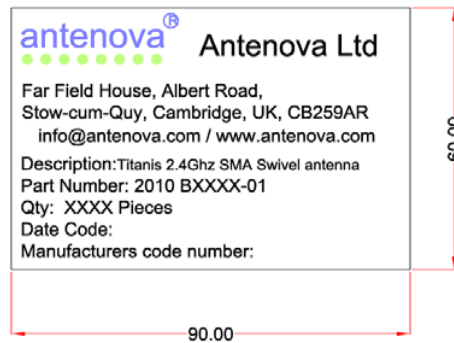 antenova® Antenova Ltd
Far Field House, Albert Road,
Stow-cum-Quy, Cambridge, UK, CB259AR
info@antenova.com / www.antenova.com
Description:Titanis 2.4Ghz SMA Swivel antenna
Part Number: 2010 BXXXX-01
Qty: XXXX Pieces
Date Code:
Manufacturers code number:
60.00
90.00